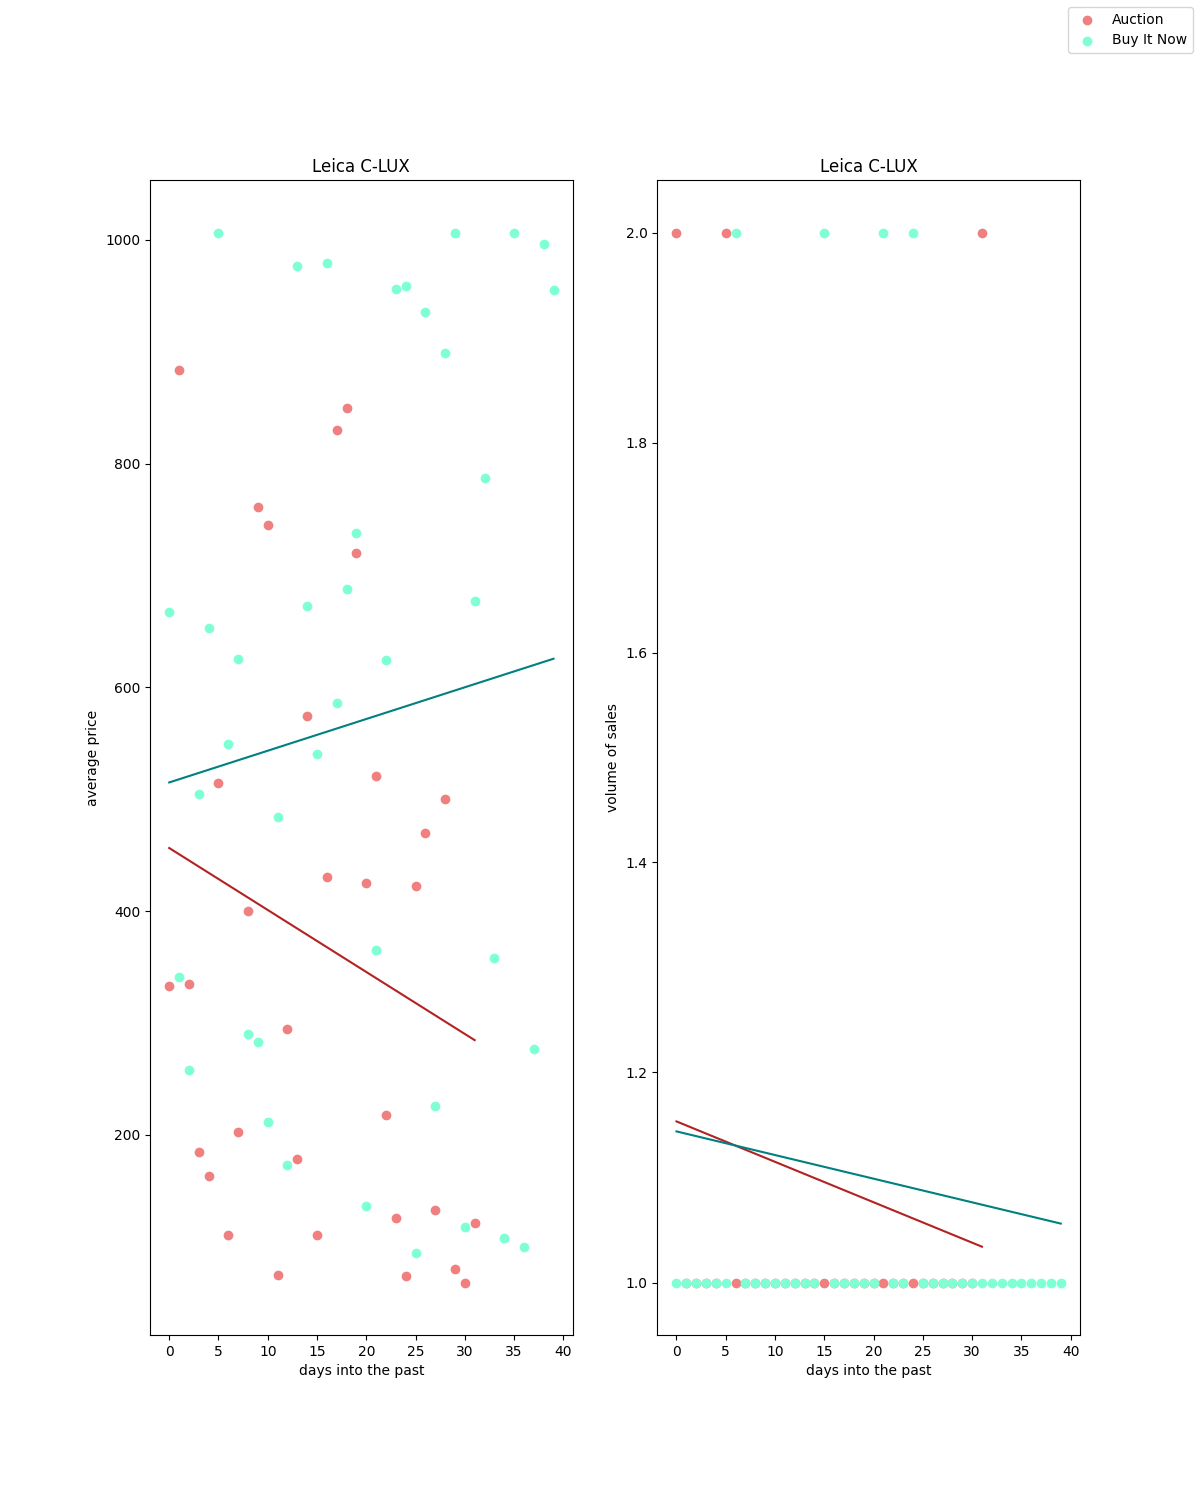 Auction
Buy It Now
Leica C-LUX
1000
800
600
400
200
average price
0 5 10 15 20 25 30 35 40
days into the past
Leica C-LUX
2.0
1.8
1.6
1.4
1.2
1.0
volume of sales
0 5 10 15 20 25 30 35 40
days into the past